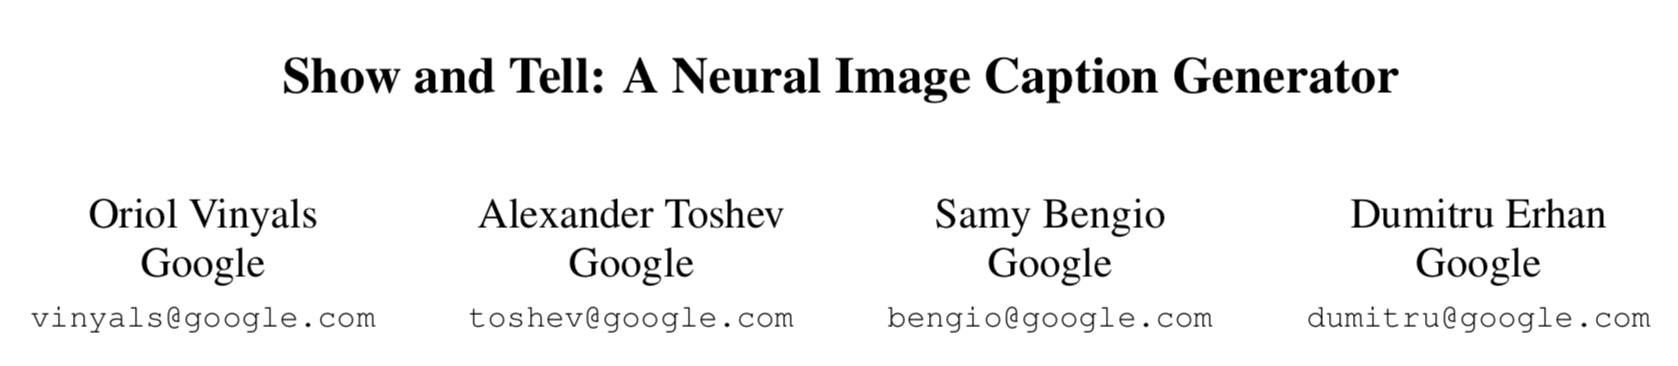 Show and Tell: A Neural Image Caption Generator
Oriol Vinyals
Google
vinyals@google.com
Alexander Toshev
Google
toshev@google.com
Samy Bengio
Google
bengio@google.com
Dumitru Erhan
Google
dumitru@google.com